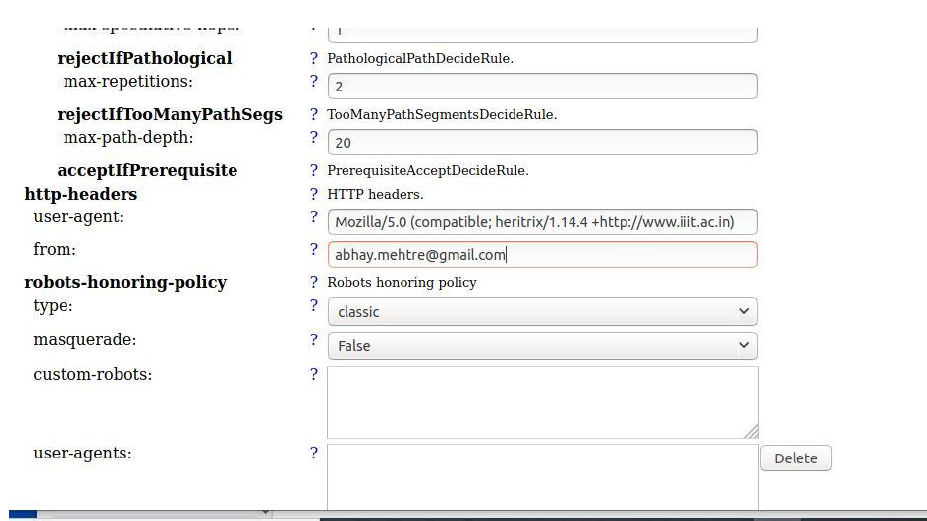 rejectIfPathological ? PathologicalPathDecideRule.
max-repetitions: ? 2
rejectIfTooManyPathSegs ? TooManyPathSegmentsDecideRule.
max-path-depth: ? 20
acceptIfPrerequisite ? PrerequisiteAcceptDecideRule.
http-headers ? HTTP headers.
user-agent: ? Mozilla/5.0 (compatible; heritrix/1.14.4 +http://www.iiit.ac.in)
from: ? abhay.mehtre@gmail.com
robots-honoring-policy ? Robots honoring policy
type: ? classic
masquerade: ? False
custom-robots: ?
user-agents: ? Delete